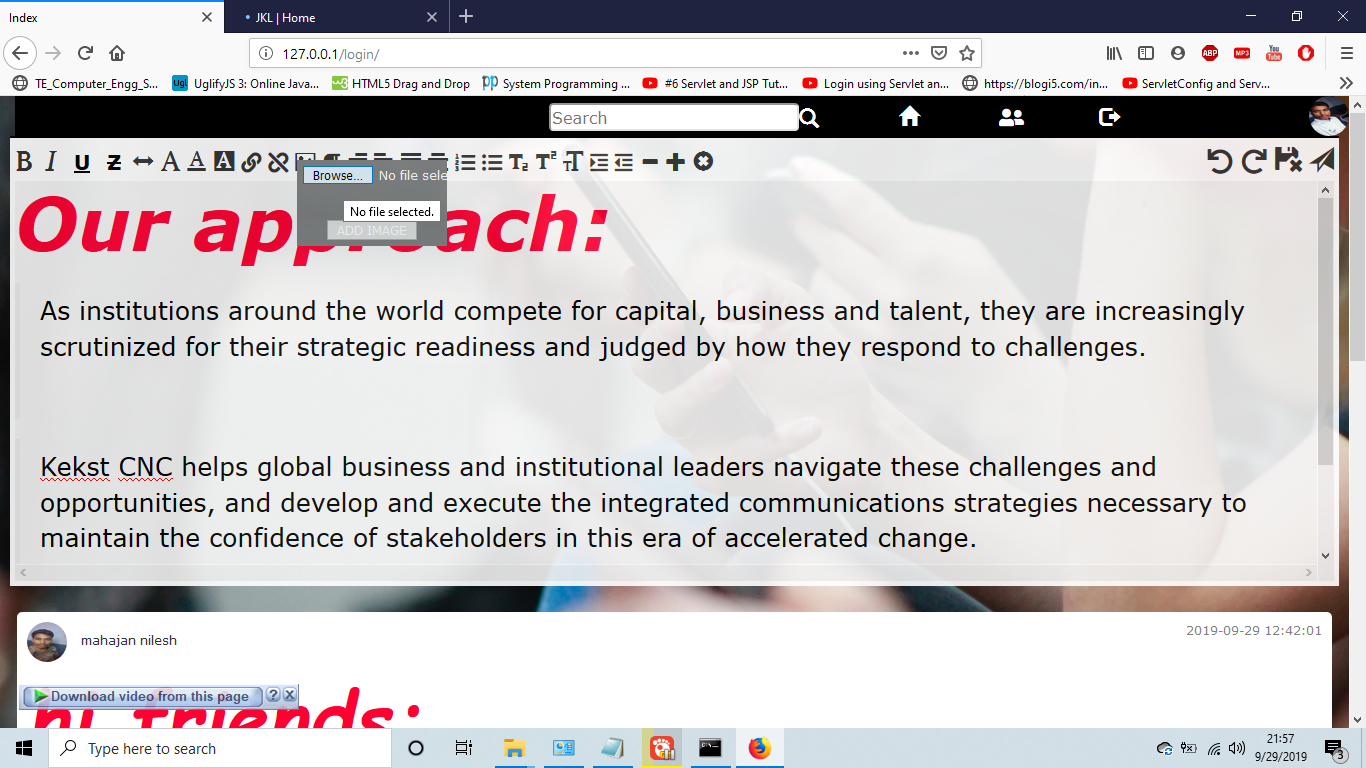 Index
JKL | Home
127.0.0.1/login/
TE_Computer_Engg_S...
UglifyJS 3: Online Java...
HTML5 Drag and Drop
System Programming ...
#6 Servlet and JSP Tut...
Login using Servlet an...
https://blogi5.com/in...
ServletConfig and Serv...
Search
Browse...
No file sele
No file selected.
ADD IMAGE
Our approach:
As institutions around the world compete for capital, business and talent, they are increasingly
scrutinized for their strategic readiness and judged by how they respond to challenges.
Kekst CNC helps global business and institutional leaders navigate these challenges and
opportunities, and develop and execute the integrated communications strategies necessary to
maintain the confidence of stakeholders in this era of accelerated change.
mahajan nilesh
2019-09-29 12:42:01
Download video from this page
hi friends:
Type here to search
21:57
9/29/2019
3